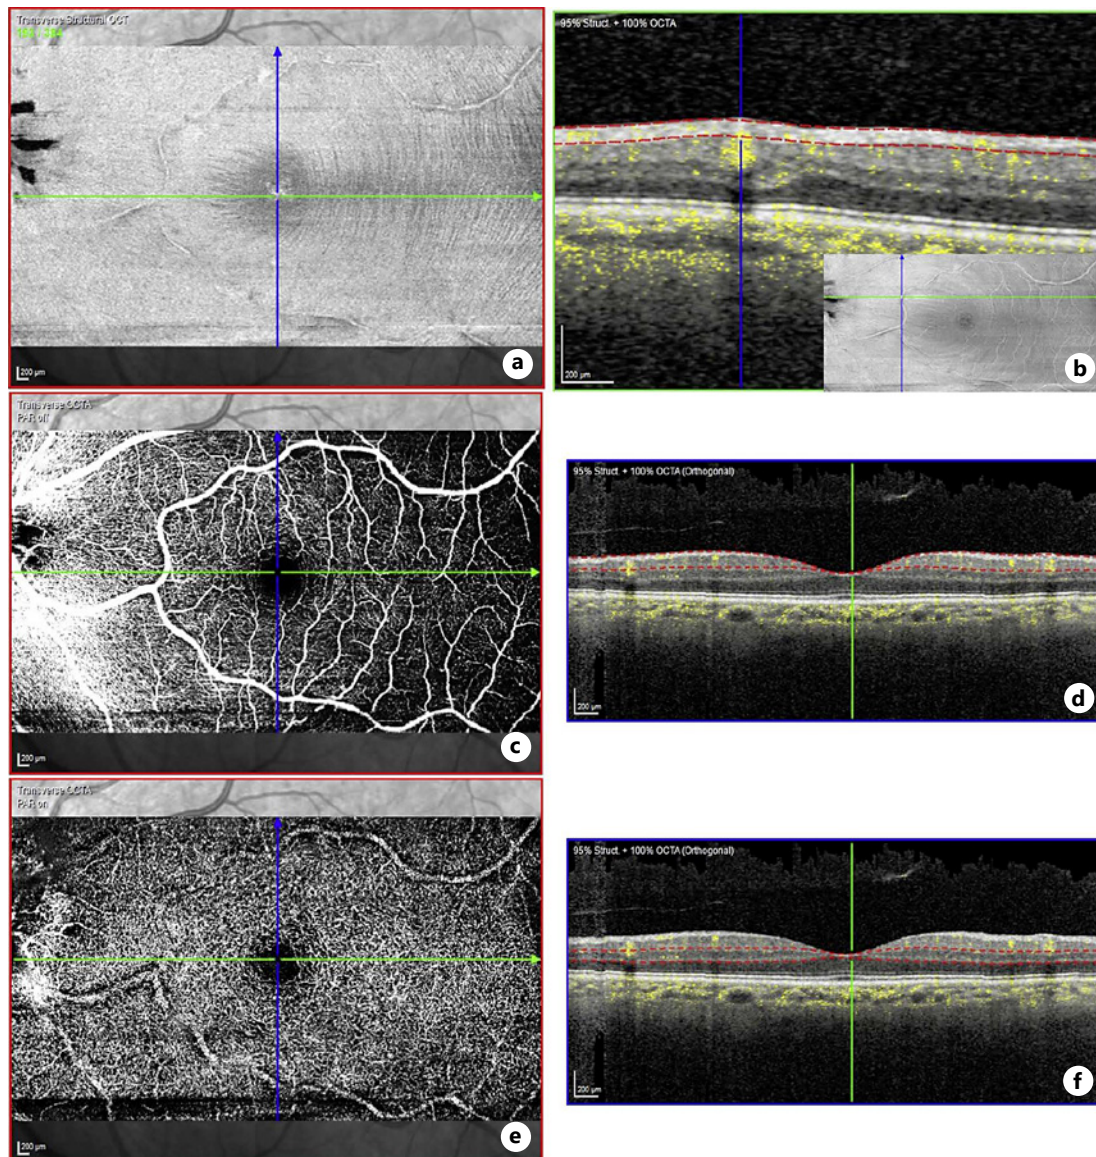 Transverse Structural OCT
200 µm
a
95% Struct. + 100% OCTA
200 µm
b
Transverse OCTA
PAR off
200 µm
c
95% Struct. + 100% OCTA (Orthogonal)
200 µm
d
Transverse OCTA
PAR on
200 µm
e
95% Struct. + 100% OCTA (Orthogonal)
200 µm
f